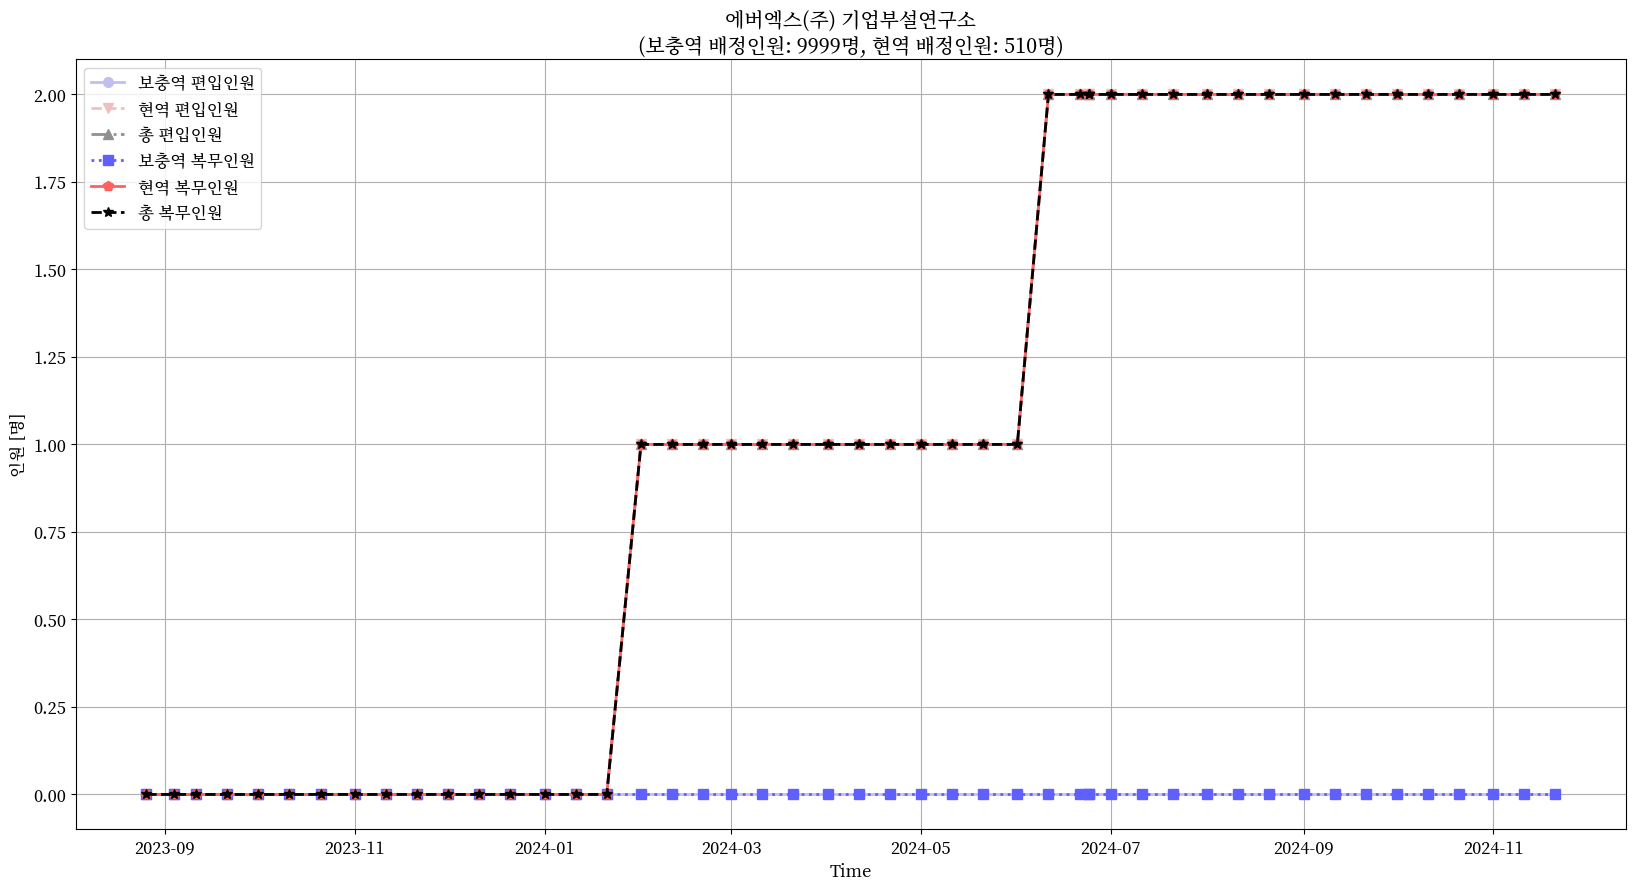 에버엑스(주) 기업부설연구소
(보충역 배정인원: 9999명, 현역 배정인원: 510명)
보충역 편입인원
현역 편입인원
총 편입인원
보충역 복무인원
현역 복무인원
총 복무인원
2.00
1.75
1.50
1.25
1.00
0.75
0.50
0.25
0.00
인원 [명]
2023-09
2023-11
2024-01
2024-03
2024-05
2024-07
2024-09
2024-11
Time